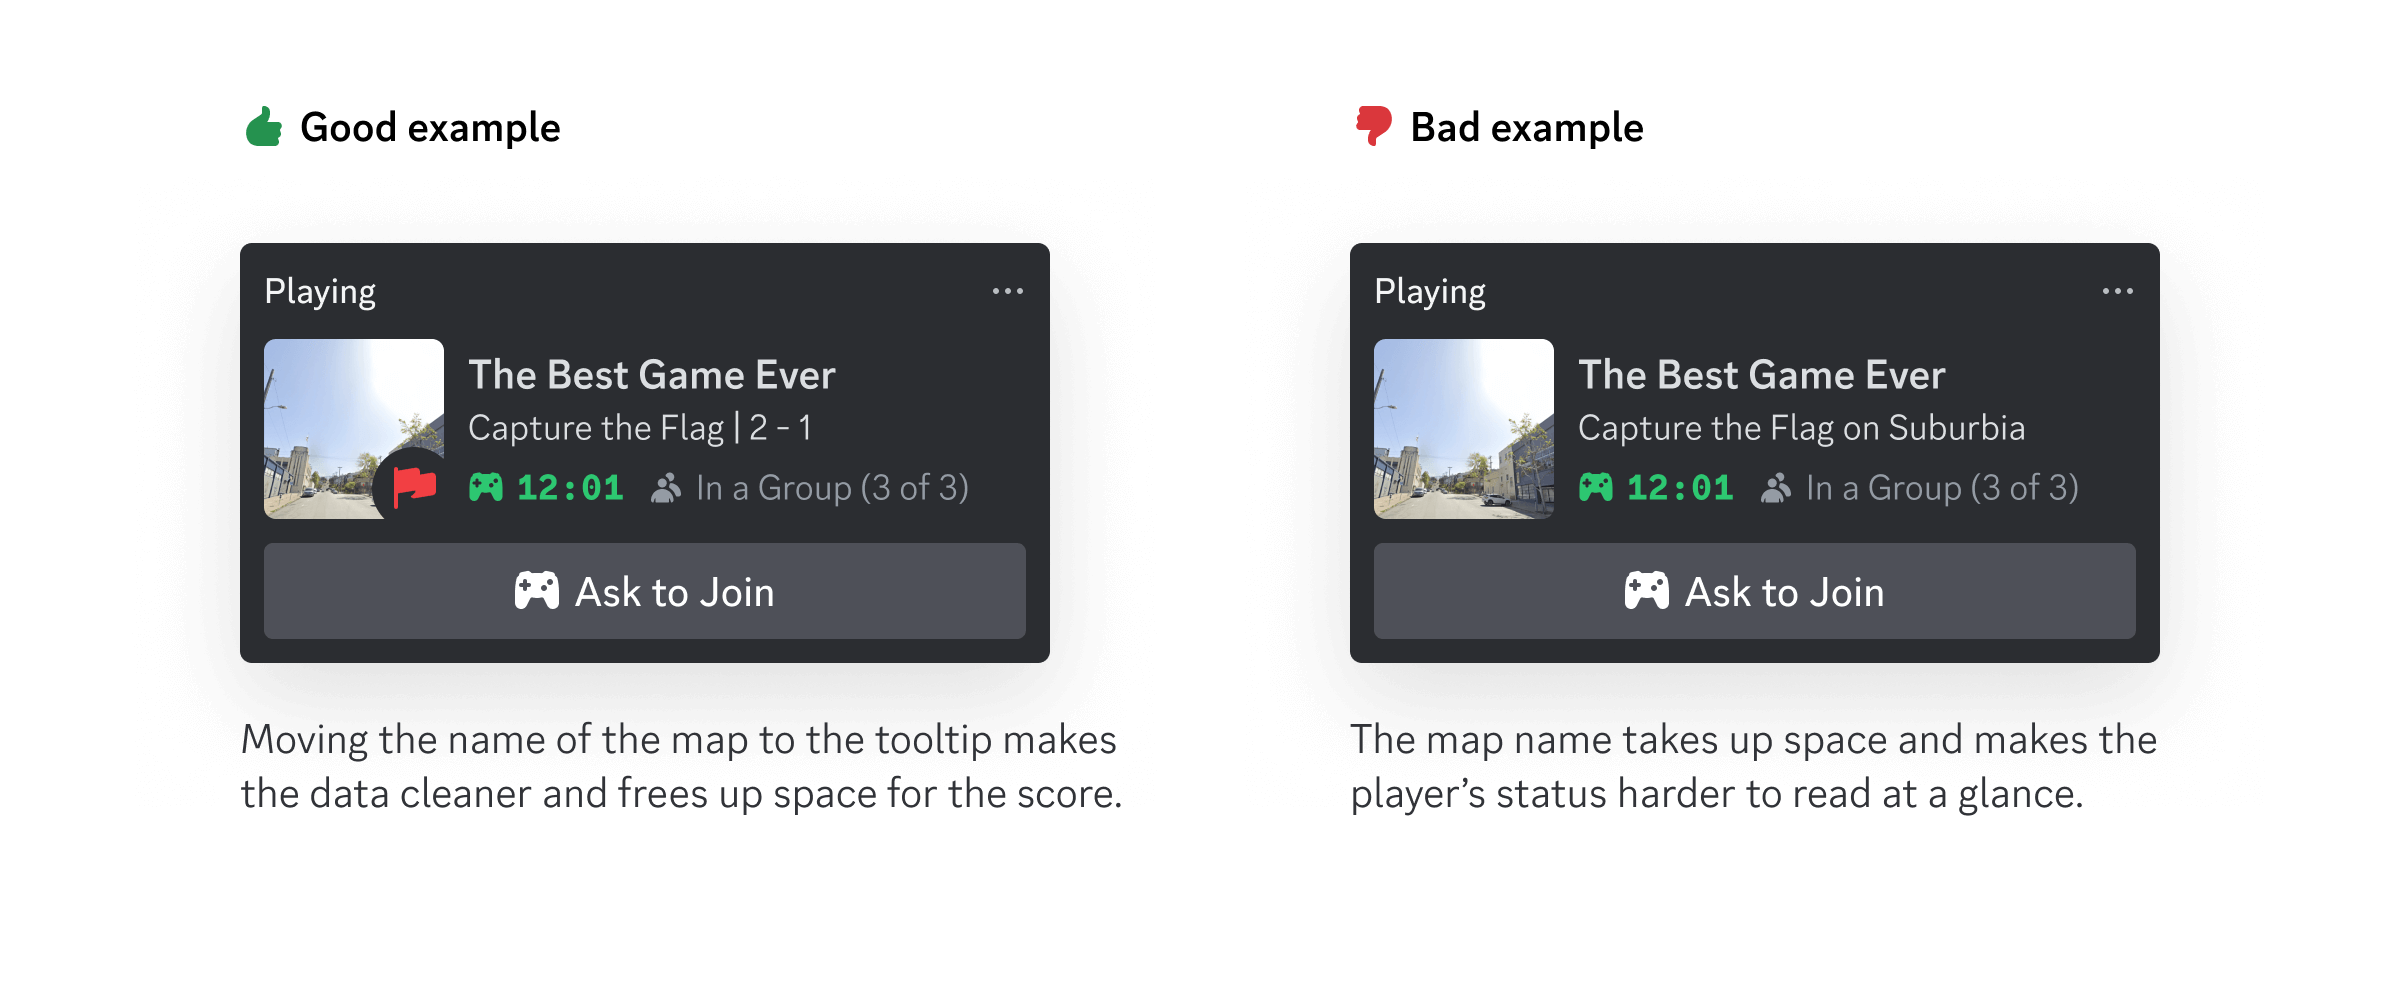 Good example
Playing
The Best Game Ever
Capture the Flag | 2 - 1
12:01 In a Group (3 of 3)
Ask to Join
Moving the name of the map to the tooltip makes
the data cleaner and frees up space for the score.
Bad example
Playing
The Best Game Ever
Capture the Flag on Suburbia
12:01 In a Group (3 of 3)
Ask to Join
The map name takes up space and makes the
player’s status harder to read at a glance.